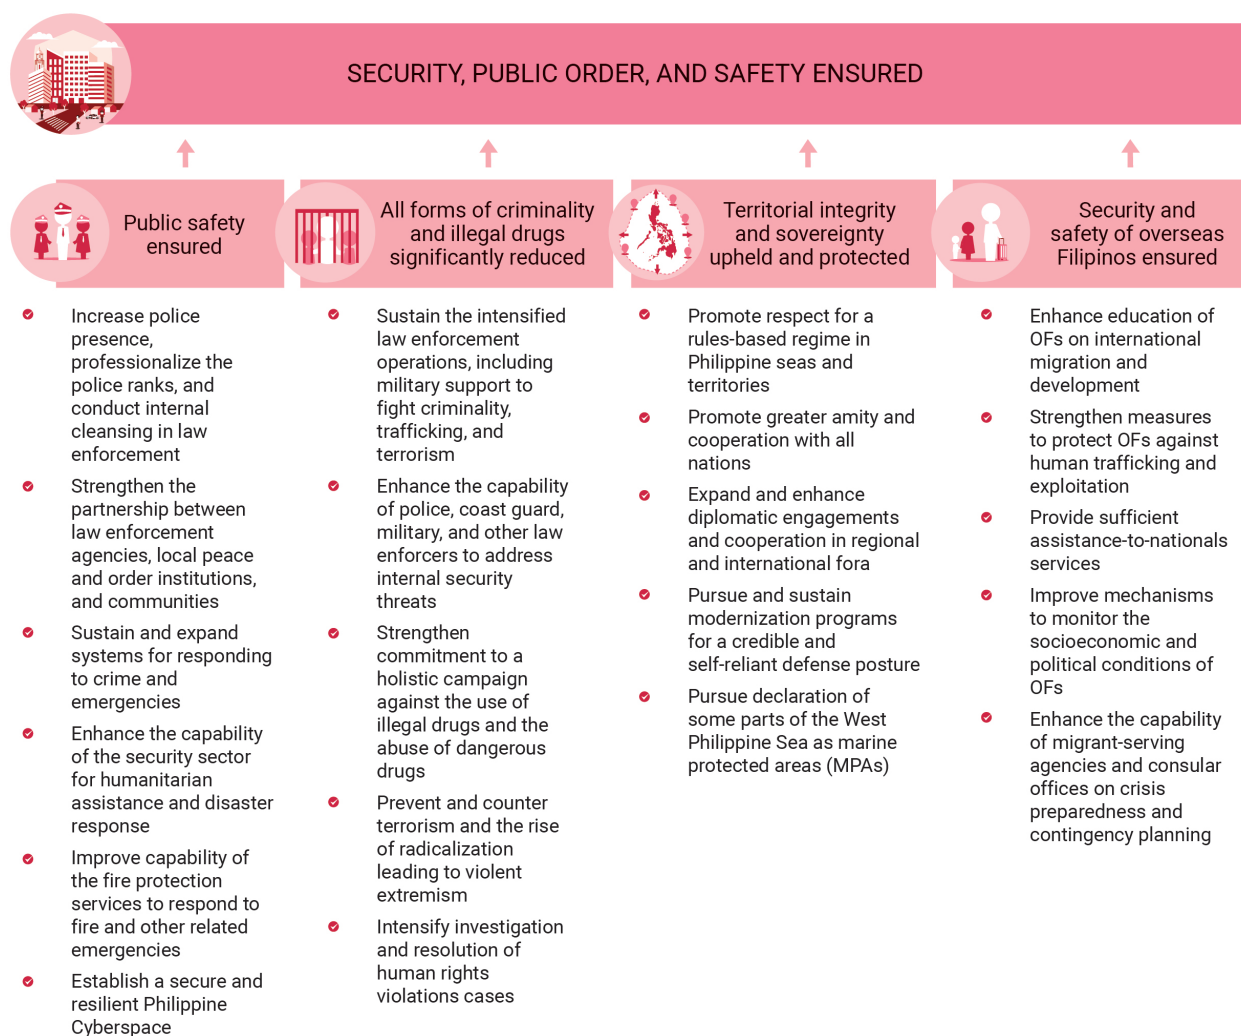 SECURITY, PUBLIC ORDER, AND SAFETY ENSURED
Public safety
ensured
Increase police
presence,
professionalize the
police ranks, and
conduct internal
cleansing in law
enforcement
Strengthen the
partnership between
law enforcement
agencies, local peace
and order institutions,
and communities
Sustain and expand
systems for responding
to crime and
emergencies
Enhance the capability
of the security sector
for humanitarian
assistance and disaster
response
Improve capability of
the fire protection
services to respond to
fire and other related
emergencies
Establish a secure and
resilient Philippine
Cyberspace
All forms of criminality
and illegal drugs
significantly reduced
Sustain the intensified
law enforcement
operations, including
military support to
fight criminality,
trafficking, and
terrorism
Enhance the capability
of police, coast guard,
military, and other law
enforcers to address
internal security
threats
Strengthen
commitment to a
holistic campaign
against the use of
illegal drugs and the
abuse of dangerous
drugs
Prevent and counter
terrorism and the rise
of radicalization
leading to violent
extremism
Intensify investigation
and resolution of
human rights
violations cases
Territorial integrity
and sovereignty
upheld and protected
Promote respect for a
rules-based regime in
Philippine seas and
territories
Promote greater amity and
cooperation with all
nations
Expand and enhance
diplomatic engagements
and cooperation in regional
and international fora
Pursue and sustain
modernization programs
for a credible and
self-reliant defense posture
Pursue declaration of
some parts of the West
Philippine Sea as marine
protected areas (MPAs)
Security and
safety of overseas
Filipinos ensured
Enhance education of
OFs on international
migration and
development
Strengthen measures
to protect OFs against
human trafficking and
exploitation
Provide sufficient
assistance-to-nationals
services
Improve mechanisms
to monitor the
socioeconomic and
political conditions of
OFs
Enhance the capability
of migrant-serving
agencies and consular
offices on crisis
preparedness and
contingency planning